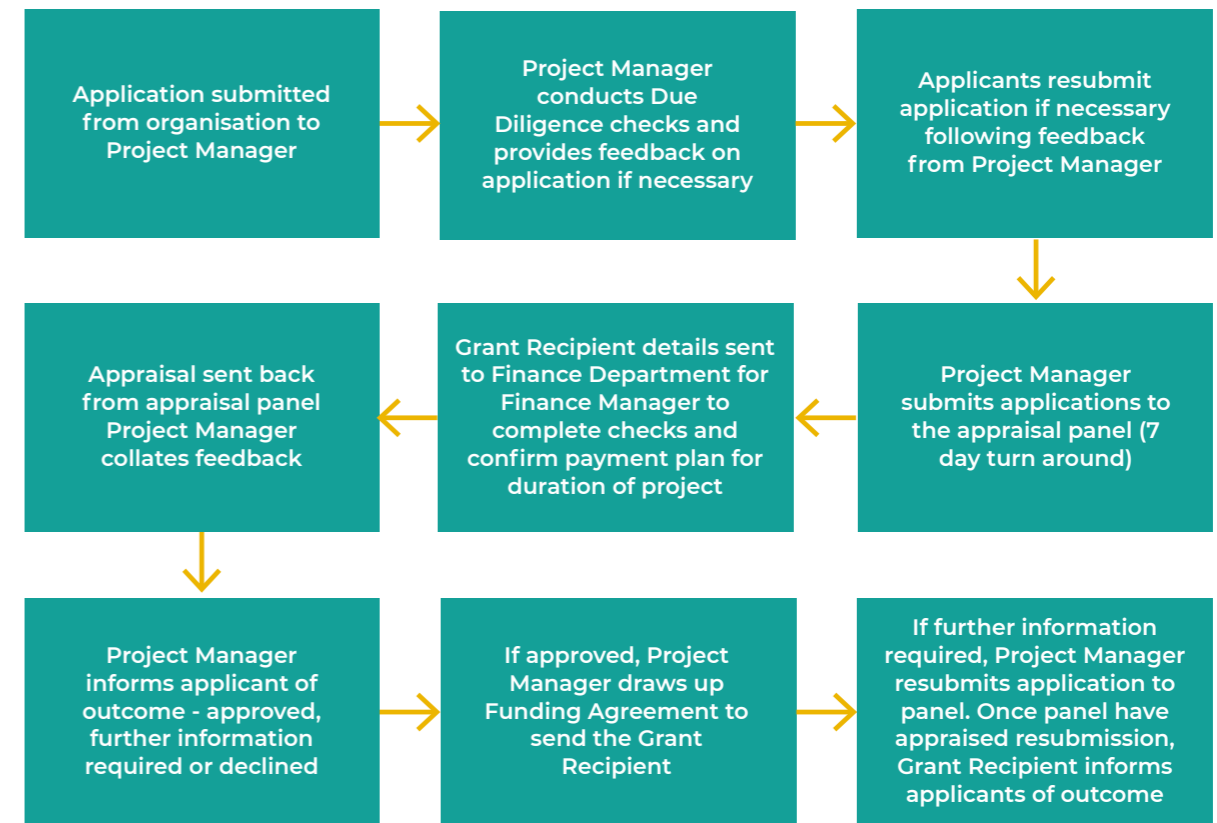 Application submitted
from organisation to
Project Manager
Project Manager
conducts Due
Diligence checks and
provides feedback on
application if necessary
Applicants resubmit
application if necessary
following feedback
from Project Manager
Project Manager
submits applications to
the appraisal panel (7
day turn around)
Grant Recipient details sent
to Finance Department for
Finance Manager to
complete checks and
confirm payment plan for
duration of project
Appraisal sent back
from appraisal panel
Project Manager
collates feedback
Project Manager
informs applicant of
outcome - approved,
further information
required or declined
If approved, Project
Manager draws up
Funding Agreement to
send the Grant
Recipient
If further information
required, Project Manager
resubmits application to
panel. Once panel have
appraised resubmission,
Grant Recipient informs
applicants of outcome